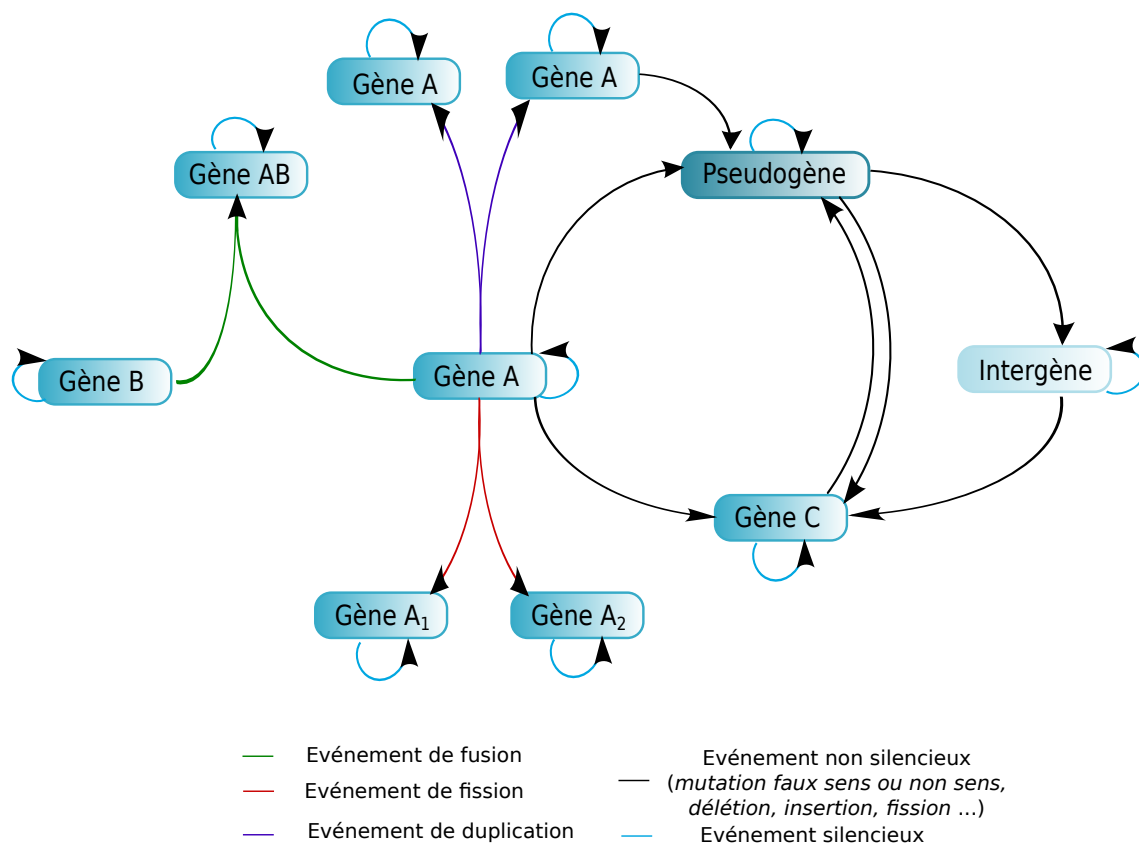 Gène A
Gène A
Gène AB
Pseudogène
Gène B
Gène A
Intergène
Gène C
Gène A₁
Gène A₂
Evénement de fusion
Evénement de fission
Evénement de duplication
Evénement non silencieux
(mutation faux sens ou non sens,
délétion, insertion, fission ...)
Evénement silencieux